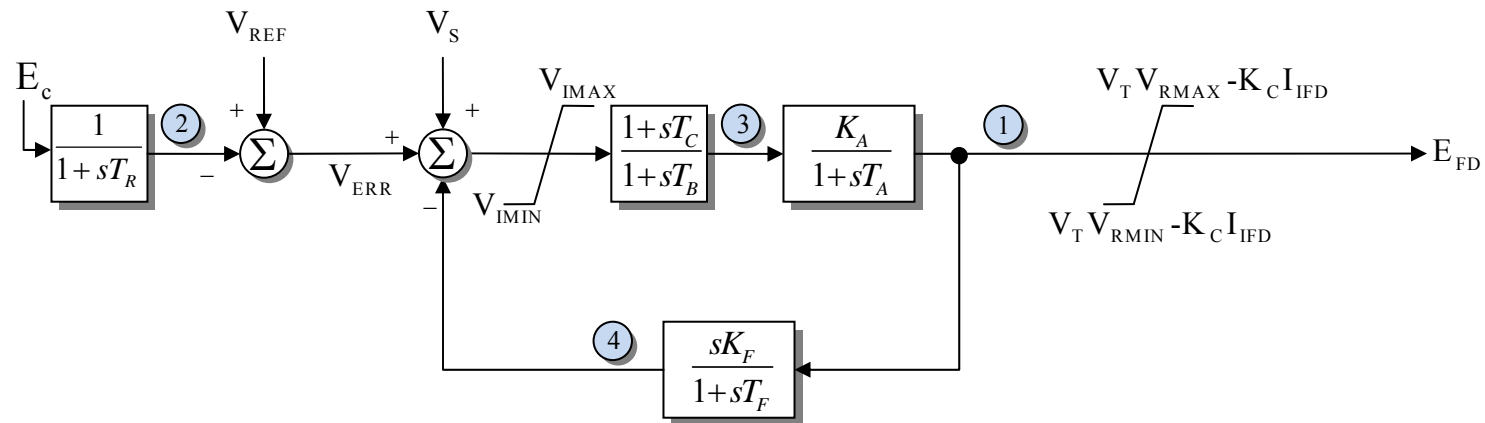 V_REF
V_S
E_c
V_IMAX
V_T V_RMAX -K_C I_IFD
1
1+sT_R
2
+
−
Σ
V_ERR
+
+
−
Σ
V_IMIN
1+sT_C
1+sT_B
3
K_A
1+sT_A
1
E_FD
V_T V_RMIN -K_C I_IFD
4
sK_F
1+sT_F